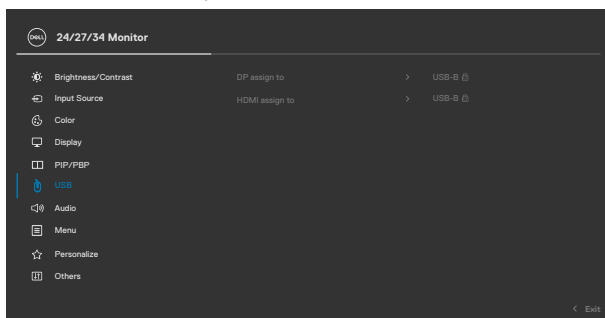 DELL 24/27/34 Monitor
Brightness/Contrast DP assign to > USB-B
Input Source HDMI assign to > USB-B
Color
Display
PIP/PBP
USB
Audio
Menu
Personalize
Others
< Exit